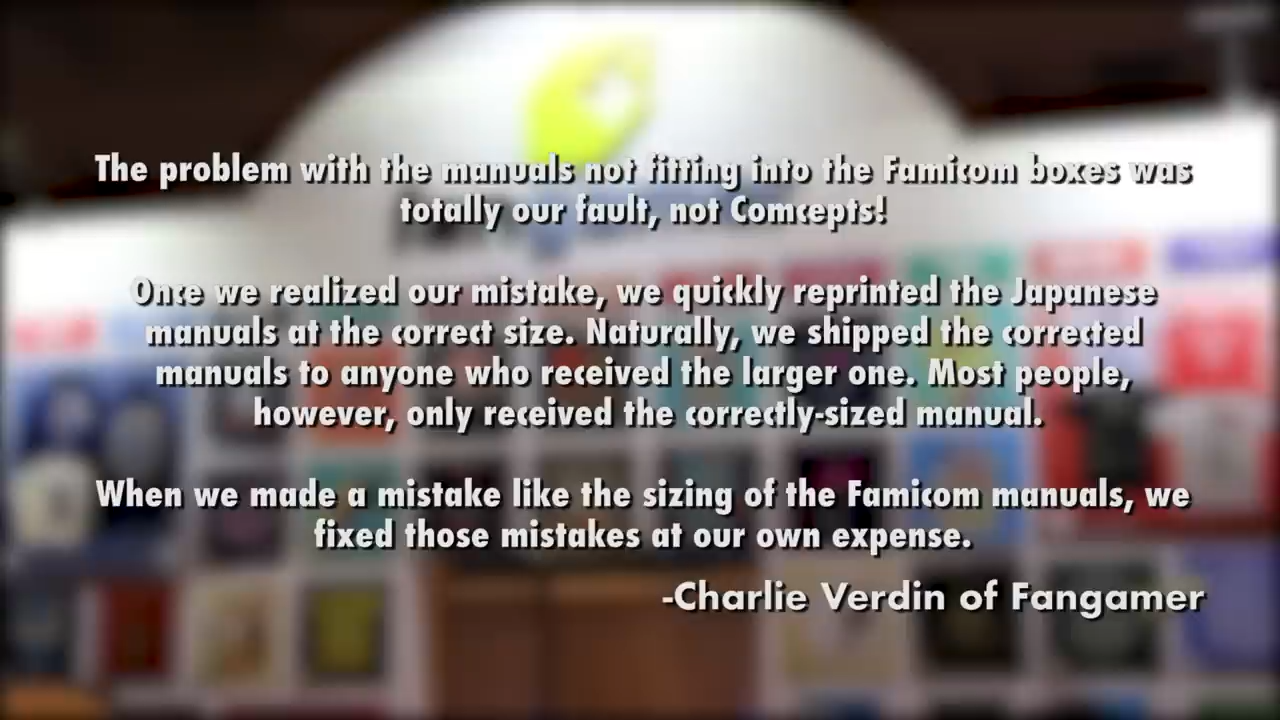 The problem with the manuals not fitting into the Famicom boxes was
totally our fault, not Comcepts!
Once we realized our mistake, we quickly reprinted the Japanese
manuals at the correct size. Naturally, we shipped the corrected
manuals to anyone who received the larger one. Most people,
however, only received the correctly-sized manual.
When we made a mistake like the sizing of the Famicom manuals, we
fixed those mistakes at our own expense.
-Charlie Verdin of Fangamer